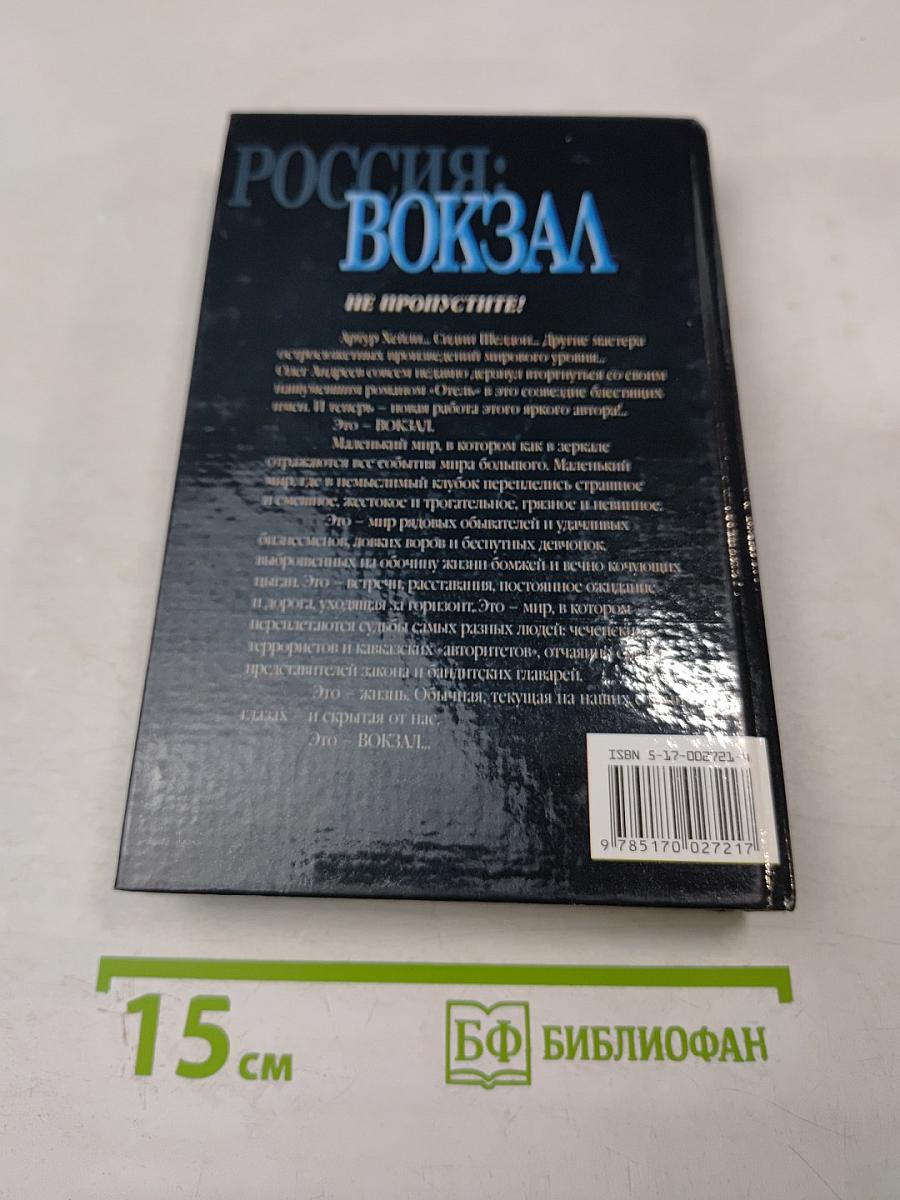 РОССИЯ:
ВОКЗАЛ
НЕ ПРОПУСТИТЕ!
Артур Хейли... Сидни Шелдон... Другие мастера
остросюжетных произведений мирового уровня...
Олег Андреев совсем недавно дерзнул вторгнуться со своим
нашумевшим романом «Отель» в это созвездие блестящих
имен. И теперь – новая работа этого яркого автора!..
Это – ВОКЗАЛ.
Маленький мир, в котором как в зеркале
отражаются все события мира большого. Маленький
мир, где в немыслимый клубок переплелись страшное
и смешное, жестокое и трогательное, грязное и невинное.
Это – мир рядовых обывателей и удачливых
бизнесменов, ловких воров и беспутных девчонок,
выброшенных на обочину жизни бомжей и вечно кочующих
цыган. Это – встречи, расставания, постоянное ожидание
и дорога, уходящая за горизонт. Это – мир, в котором
переплетаются судьбы самых разных людей: чеченских
террористов и кавказских «авторитетов»,
представителей закона и бандитских главарей.
Это – жизнь. Обычная, текущая на наших
глазах – и скрытая от нас.
Это – ВОКЗАЛ...
ISBN 5-17-002721-
9 785170 027217
15 см
БФ БИБЛИОФАН